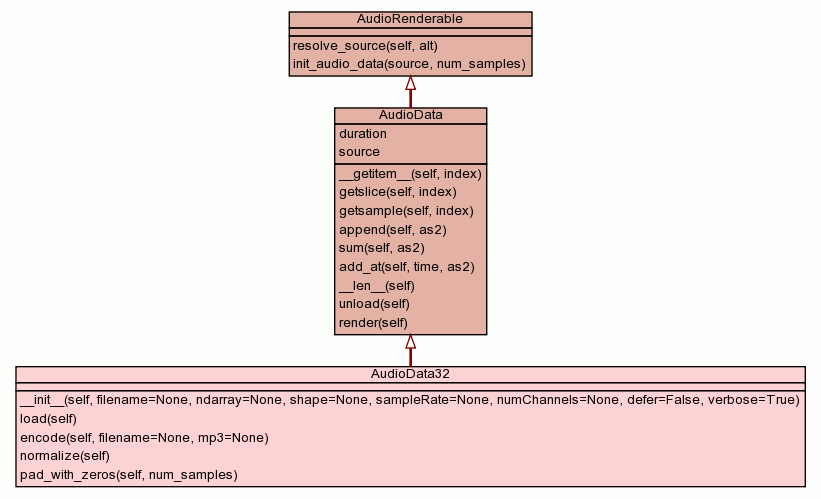 AudioRenderable
resolve_source(self, alt)
init_audio_data(source, num_samples)
AudioData
duration
source
__getitem__(self, index)
getslice(self, index)
getsample(self, index)
append(self, as2)
sum(self, as2)
add_at(self, time, as2)
__len__(self)
unload(self)
render(self)
AudioData32
__init__(self, filename=None, ndarray=None, shape=None, sampleRate=None, numChannels=None, defer=False, verbose=True)
load(self)
encode(self, filename=None, mp3=None)
normalize(self)
pad_with_zeros(self, num_samples)